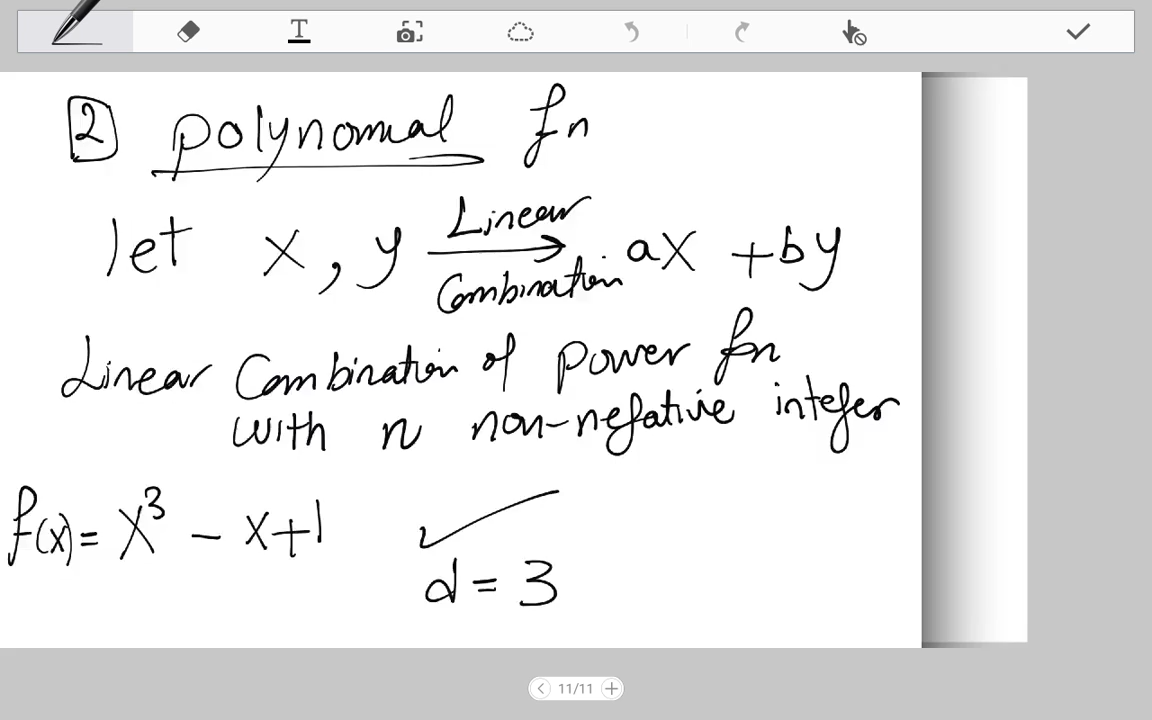 T
2 polynomial fn
let x, y Linear Combination ax + by
Linear Combination of power fn
with n non-negative integer
f(x) = x³ - x + 1 ✓
d = 3
11/11